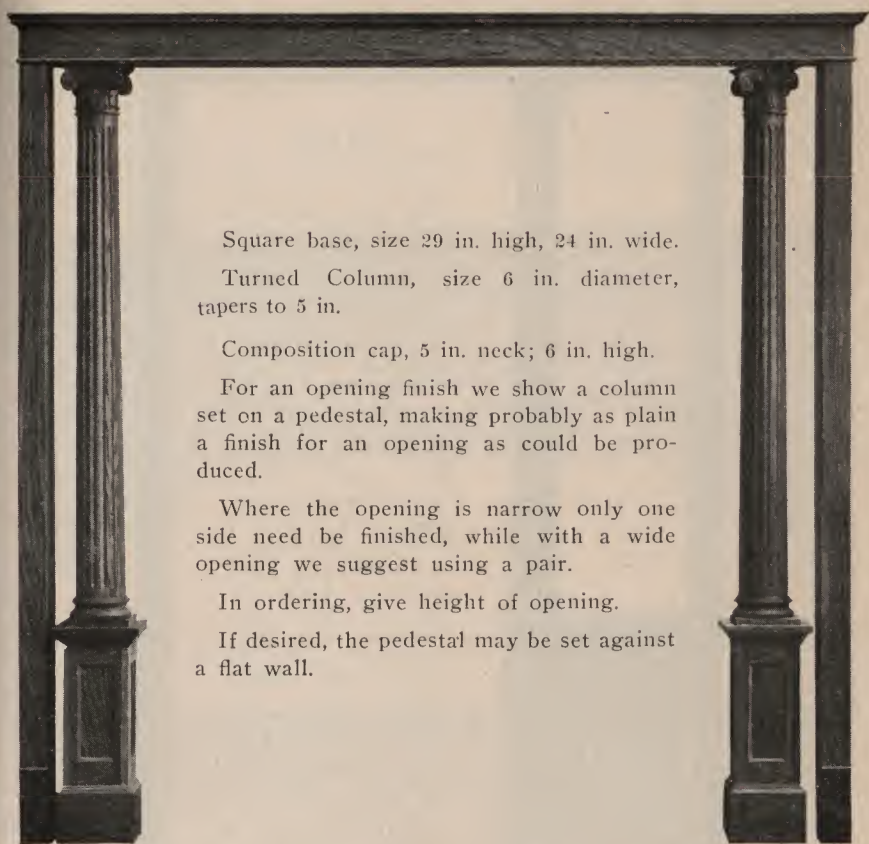 Square base, size 29 in. high, 24 in. wide.
Turned Column, size 6 in. diameter,
tapers to 5 in.
Composition cap, 5 in. neck; 6 in. high.
For an opening finish we show a column
set on a pedestal, making probably as plain
a finish for an opening as could be pro-
duced.
Where the opening is narrow only one
side need be finished, while with a wide
opening we suggest using a pair.
In ordering, give height of opening.
If desired, the pedestal may be set against
a flat wall.